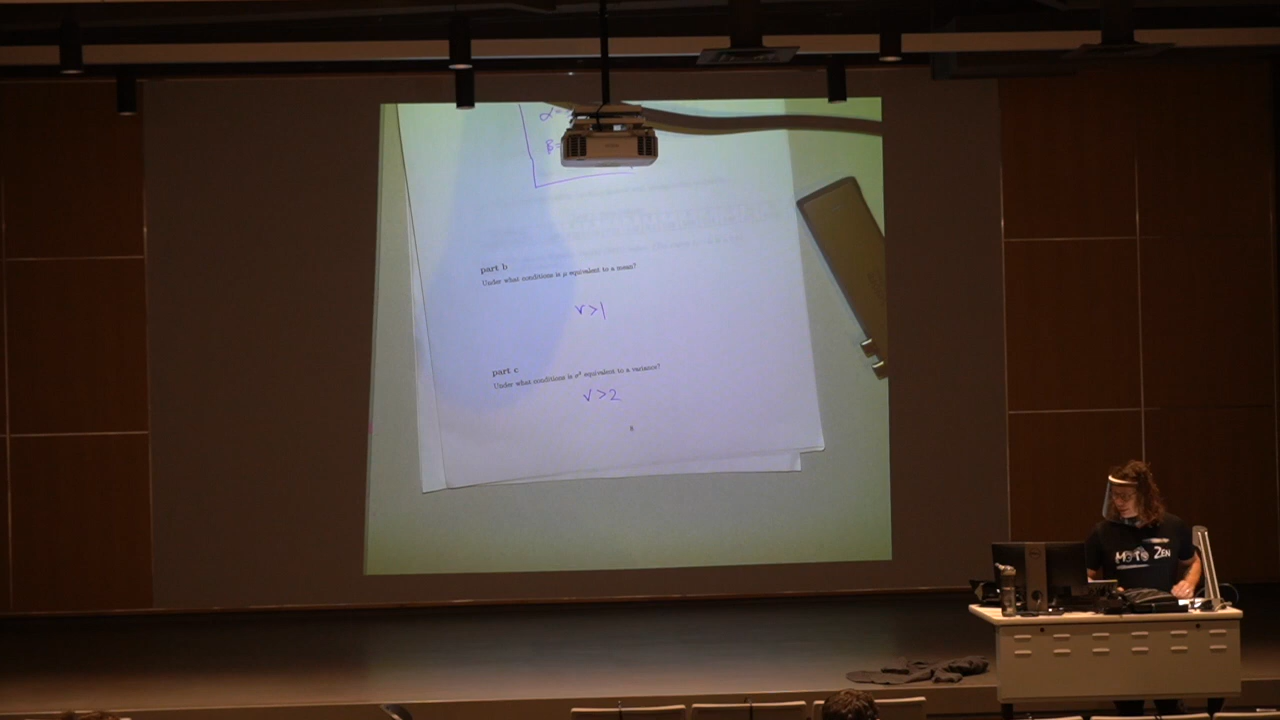 α=
β=
part b
Under what conditions is μ equivalent to a mean?
ν>1
part c
Under what conditions is σ² equivalent to a variance?
ν>2
8
ZEN